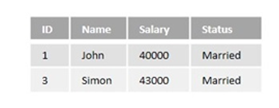 ID Name Salary Status
1 John 40000 Married
3 Simon 43000 Married